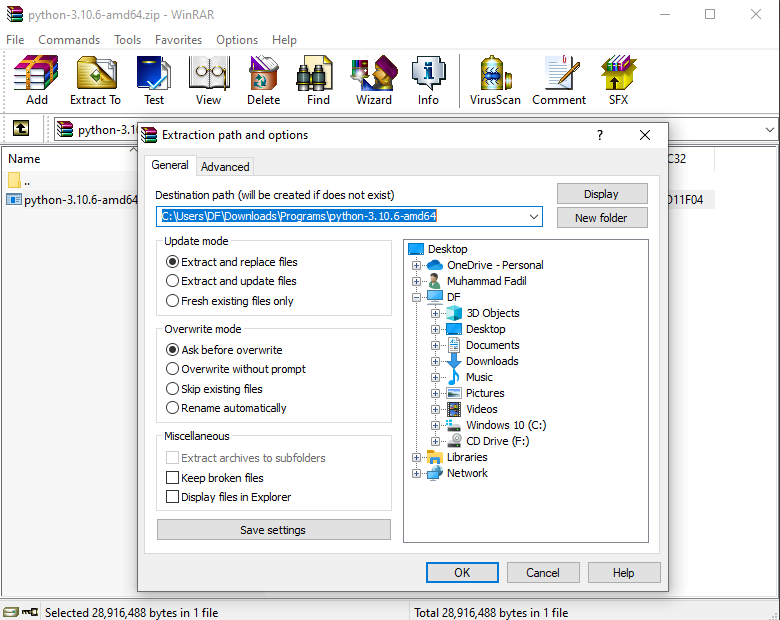 python-3.10.6-amd64.zip - WinRAR
File Commands Tools Favorites Options Help
Add Extract To Test View Delete Find Wizard Info VirusScan Comment SFX
python-3.10
Extraction path and options
?
Name
C32
General Advanced
..
python-3.10.6-amd64
D11F04
Destination path (will be created if does not exist)
Display
C:\Users\DF\Downloads\Programs\python-3.10.6-amd64
New folder
Update mode
Extract and replace files
Extract and update files
Fresh existing files only
Overwrite mode
Ask before overwrite
Overwrite without prompt
Skip existing files
Rename automatically
Miscellaneous
Extract archives to subfolders
Keep broken files
Display files in Explorer
Save settings
Desktop
OneDrive - Personal
Muhammad Fadil
DF
3D Objects
Desktop
Documents
Downloads
Music
Pictures
Videos
Windows 10 (C:)
CD Drive (F:)
Libraries
Network
OK Cancel Help
Selected 28,916,488 bytes in 1 file
Total 28,916,488 bytes in 1 file